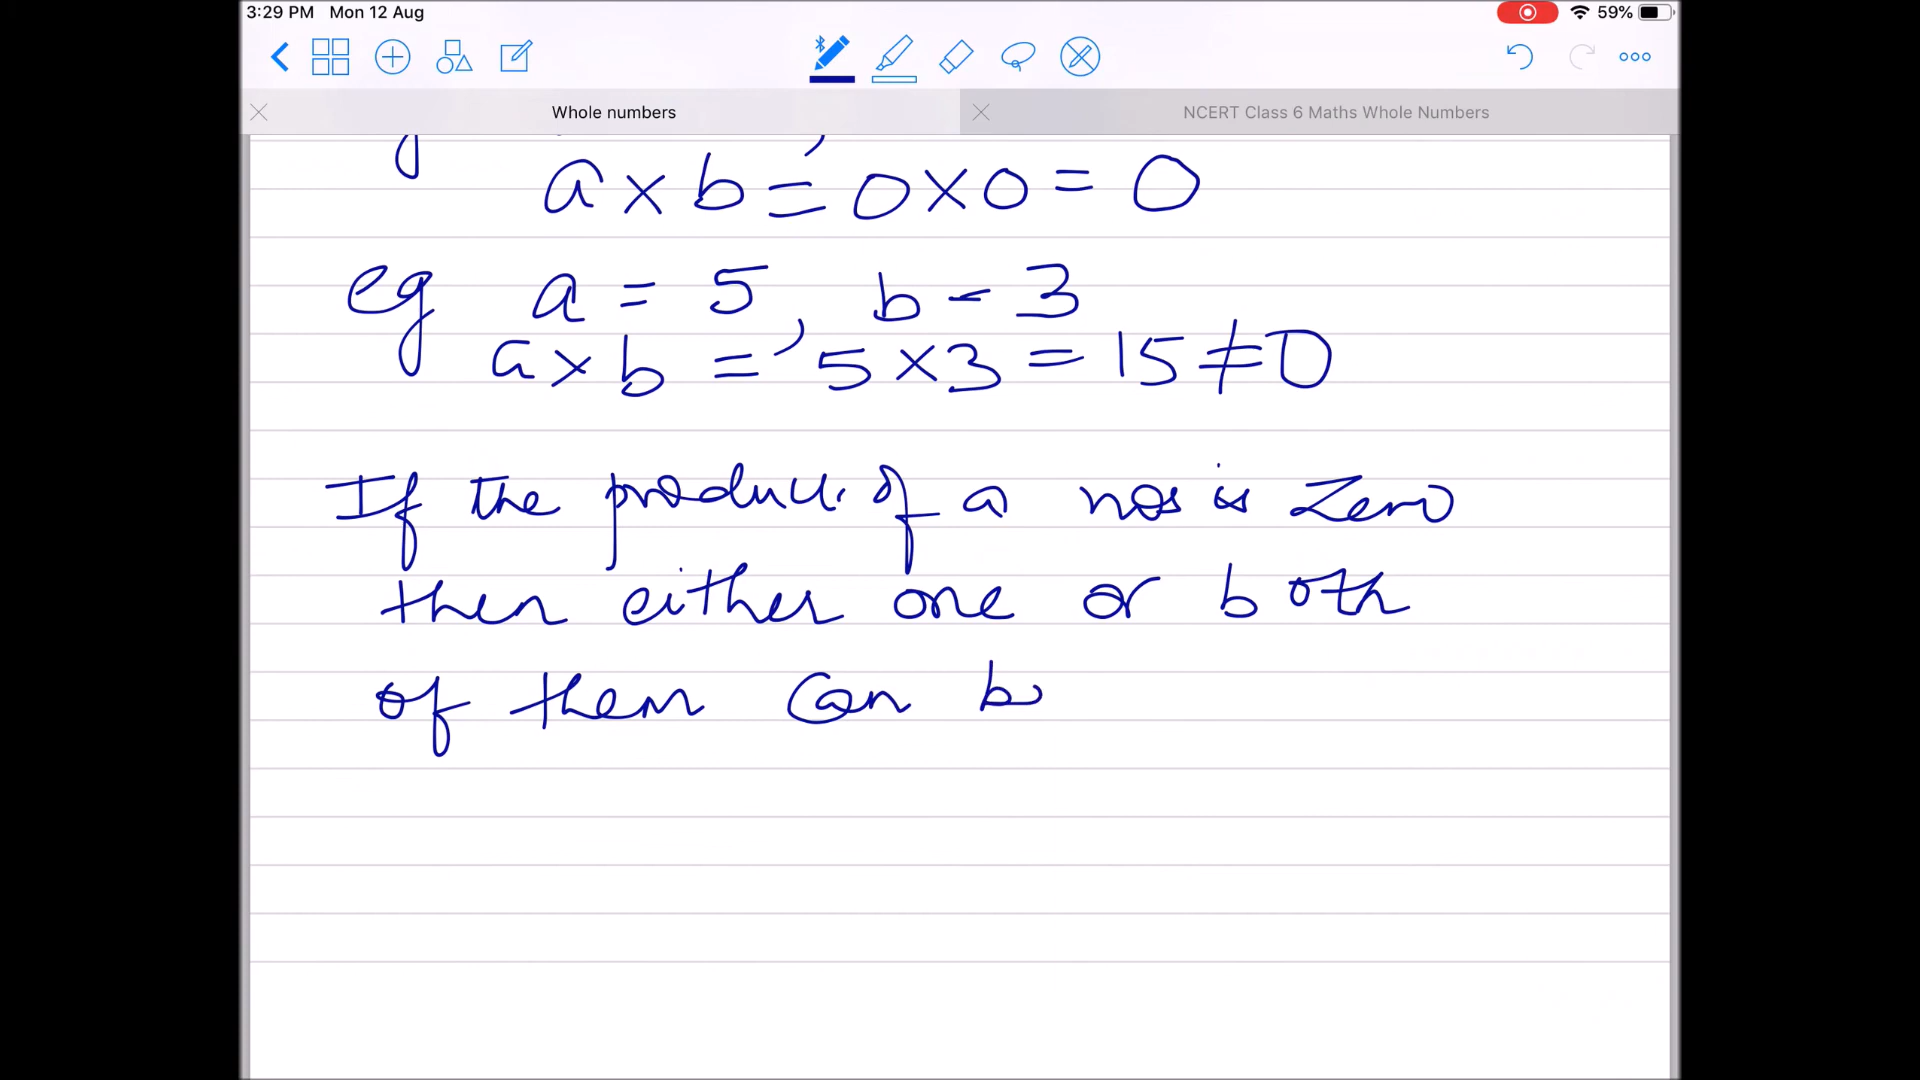 3:29 PM Mon 12 Aug 59%
Whole numbers
NCERT Class 6 Maths Whole Numbers
a × b = 0 × 0 = 0
eg a = 5, b - 3
a × b = 5 × 3 = 15 ≠ 0
If the produc of a nos is Zero
then either one or both
of them can be